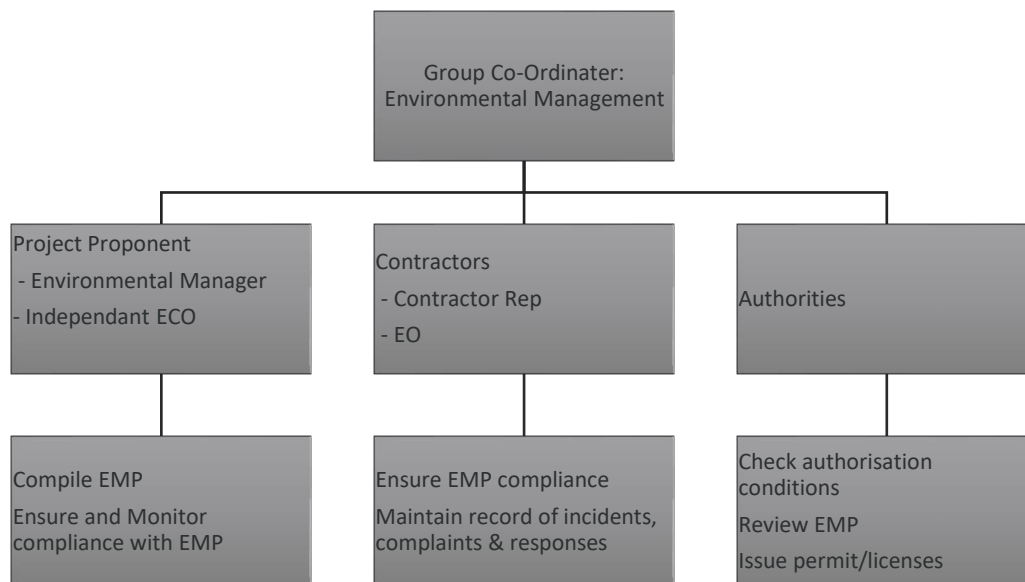 Group Co-Ordinater:
Environmental Management
Project Proponent
- Environmental Manager
- Independant ECO
Contractors
- Contractor Rep
- EO
Authorities
Compile EMP
Ensure and Monitor
compliance with EMP
Ensure EMP compliance
Maintain record of incidents,
complaints & responses
Check authorisation
conditions
Review EMP
Issue permit/licenses